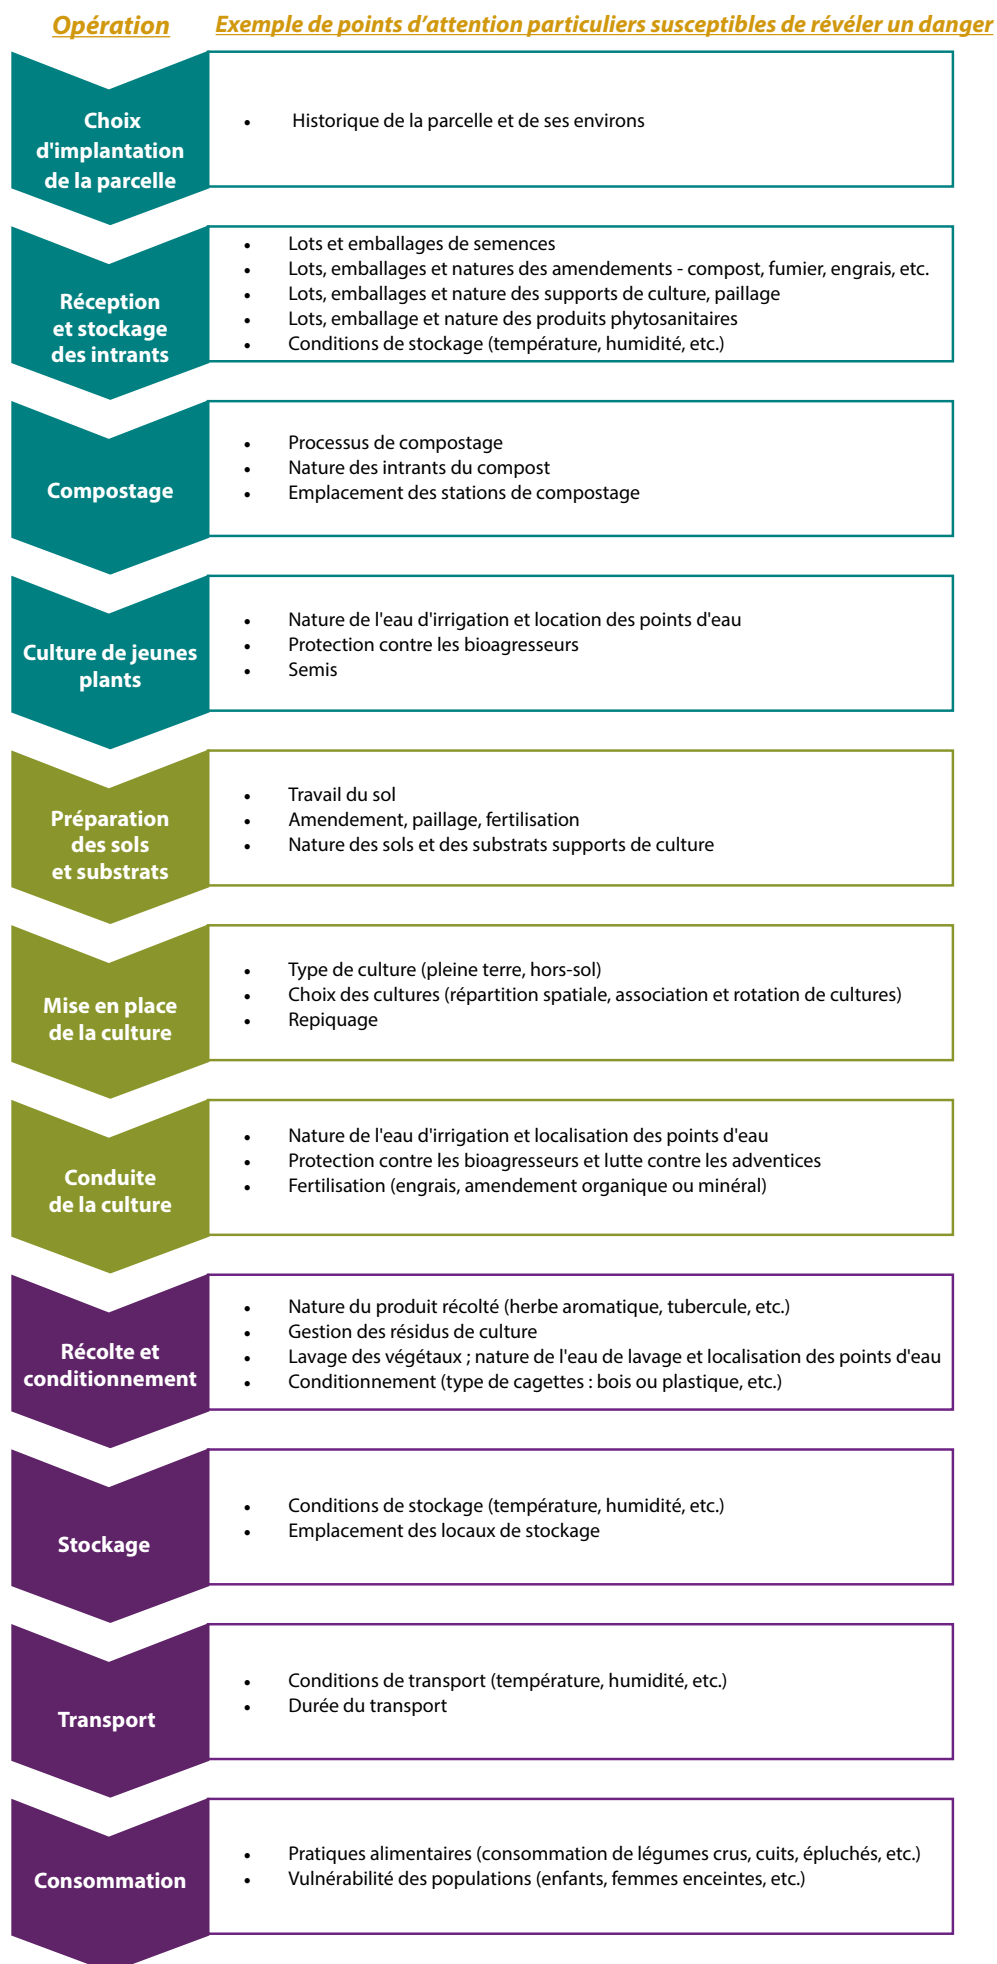 Opération
Exemple de points d’attention particuliers susceptibles de révéler un danger
Choix
d'implantation
de la parcelle
• Historique de la parcelle et de ses environs
Réception
et stockage
des intrants
• Lots et emballages de semences
• Lots, emballages et natures des amendements - compost, fumier, engrais, etc.
• Lots, emballages et nature des supports de culture, paillage
• Lots, emballage et nature des produits phytosanitaires
• Conditions de stockage (température, humidité, etc.)
Compostage
• Processus de compostage
• Nature des intrants du compost
• Emplacement des stations de compostage
Culture de jeunes
plants
• Nature de l'eau d'irrigation et location des points d'eau
• Protection contre les bioagresseurs
• Semis
Préparation
des sols
et substrats
• Travail du sol
• Amendement, paillage, fertilisation
• Nature des sols et des substrats supports de culture
Mise en place
de la culture
• Type de culture (pleine terre, hors-sol)
• Choix des cultures (répartition spatiale, association et rotation de cultures)
• Repiquage
Conduite
de la culture
• Nature de l'eau d'irrigation et localisation des points d'eau
• Protection contre les bioagresseurs et lutte contre les adventices
• Fertilisation (engrais, amendement organique ou minéral)
Récolte et
conditionnement
• Nature du produit récolté (herbe aromatique, tubercule, etc.)
• Gestion des résidus de culture
• Lavage des végétaux ; nature de l'eau de lavage et localisation des points d'eau
• Conditionnement (type de cagettes : bois ou plastique, etc.)
Stockage
• Conditions de stockage (température, humidité, etc.)
• Emplacement des locaux de stockage
Transport
• Conditions de transport (température, humidité, etc.)
• Durée du transport
Consommation
• Pratiques alimentaires (consommation de légumes crus, cuits, épluchés, etc.)
• Vulnérabilité des populations (enfants, femmes enceintes, etc.)